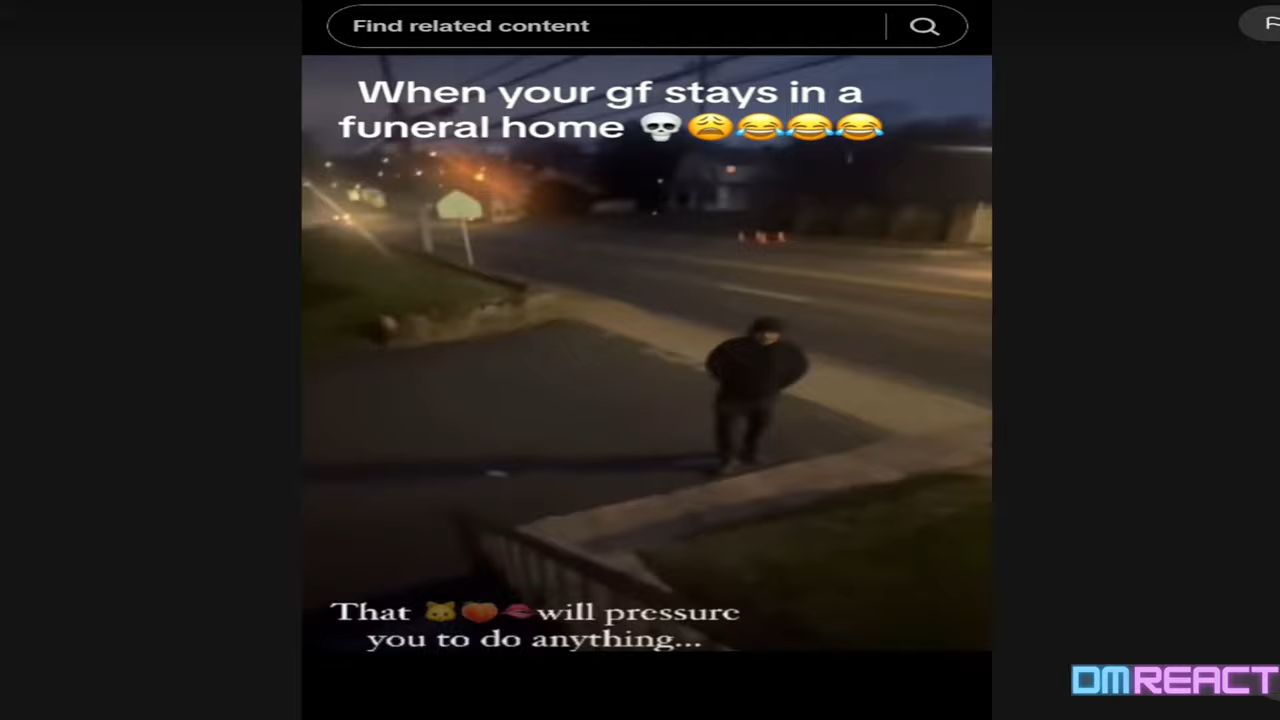 Find related content
When your gf stays in a
funeral home 💀😩😂😂😂
That 🐱🍑🫦will pressure
you to do anything...
DMREACT